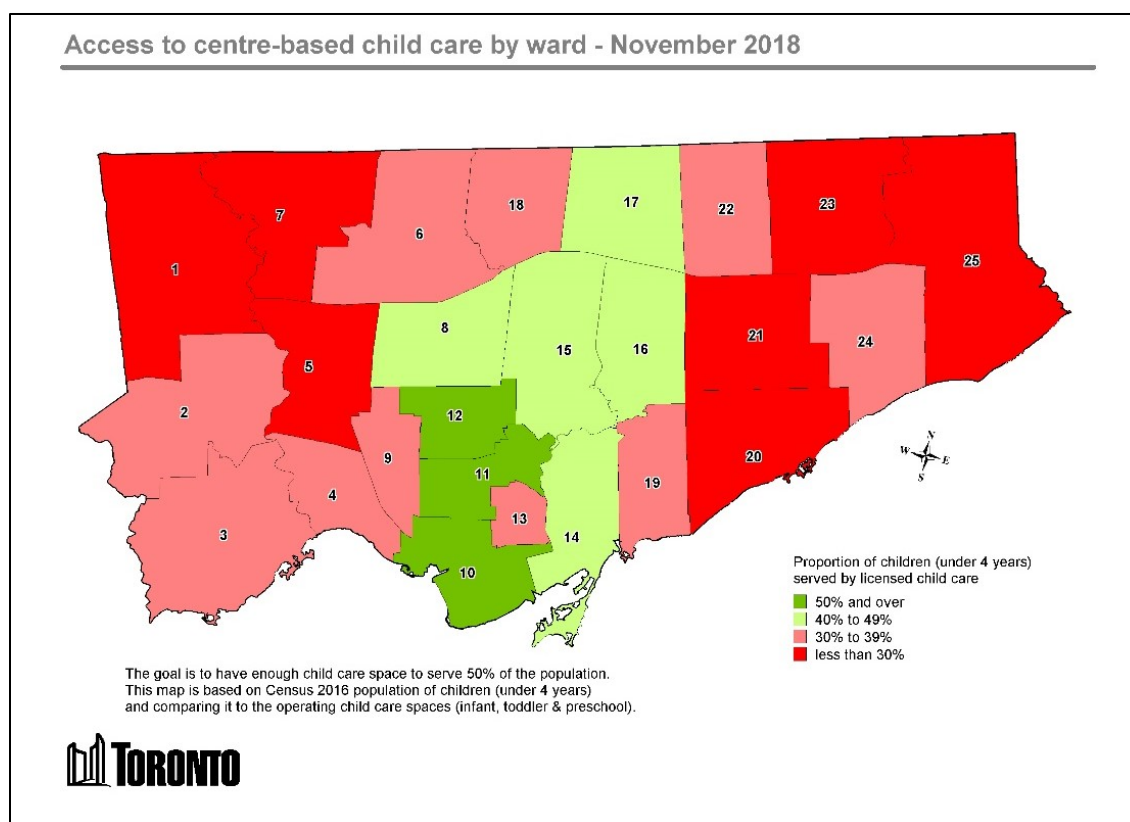 Access to centre-based child care by ward - November 2018
18
17
22
23
7
6
1
25
8
21
15
16
24
5
2
12
9
20
11
19
4
13
3
14
10
N
W
E
S
Proportion of children (under 4 years)
served by licensed child care
50% and over
40% to 49%
30% to 39%
less than 30%
The goal is to have enough child care space to serve 50% of the population.
This map is based on Census 2016 population of children (under 4 years)
and comparing it to the operating child care spaces (infant, toddler & preschool).
TORONTO